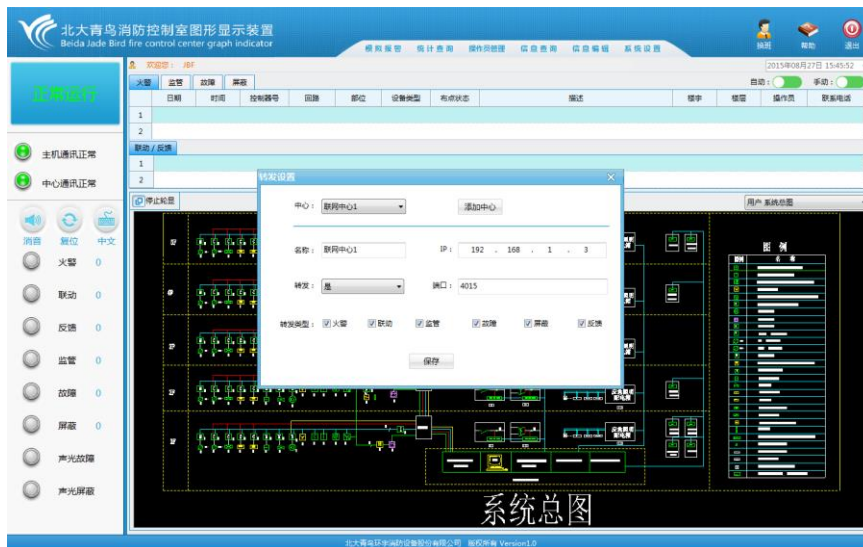 北大青鸟消防控制室图形显示装置
Beida Jade Bird fire control center graph indicator
模拟报警 统计查询 操作员管理 信息查询 信息编辑 系统设置
换班 帮助 退出
欢迎您： JBF
2015年08月27日 15:45:52
正常运行
火警 监管 故障 屏蔽
自动： 手动：
日期 时间 控制器号 回路 部位 设备类型 布点状态 描述 楼宇 楼层 操作员 联系电话
1
2
联动 / 反馈
1
2
主机通讯正常
中心通讯正常
停止轮显
用户 系统总图
消音 复位 中文
火警 0
联动 0
反馈 0
监管 0
故障 0
屏蔽 0
声光故障
声光屏蔽
转发设置
中心： 联网中心1 添加中心
名称： 联网中心1 IP： 192 . 168 . 1 . 3
转发： 是 端口： 4015
转发类型： 火警 联动 监管 故障 屏蔽 反馈
保存
图 例
图例 名 称
系统总图
北大青鸟环宇消防设备股份有限公司 版权所有 Version1.0